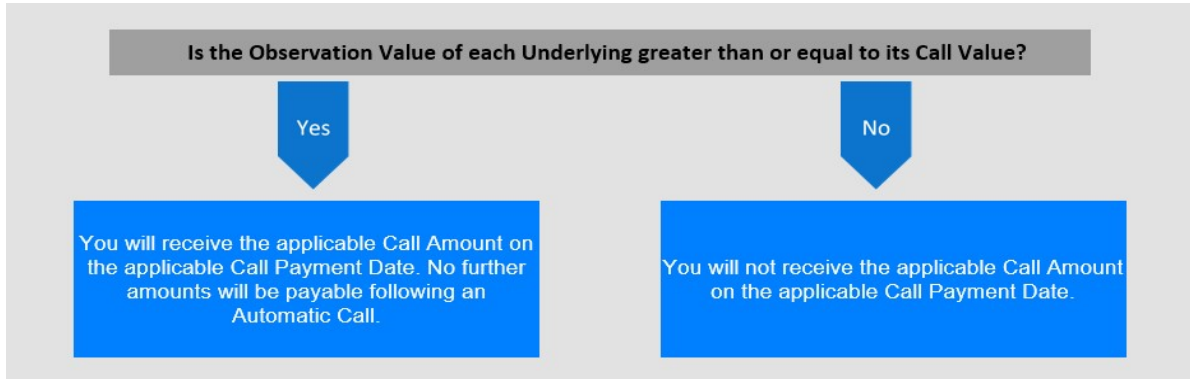 Is the Observation Value of each Underlying greater than or equal to its Call Value?
Yes
No
You will receive the applicable Call Amount on
the applicable Call Payment Date. No further
amounts will be payable following an
Automatic Call.
You will not receive the applicable Call Amount
on the applicable Call Payment Date.